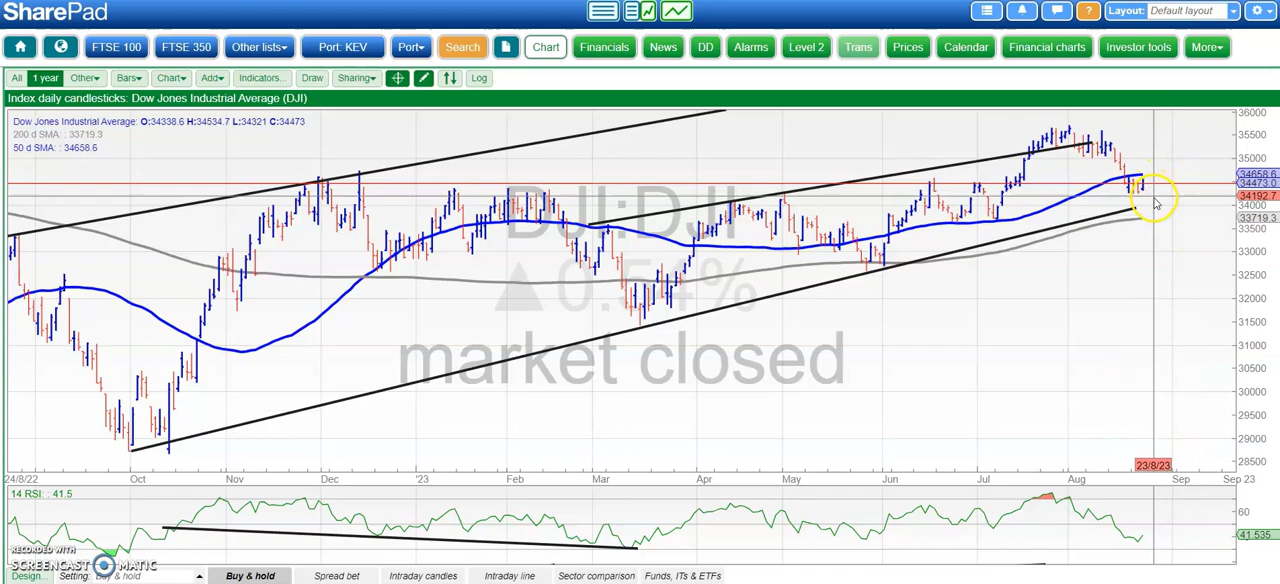 SharePad
Layout: Default layout
FTSE 100 FTSE 350 Other lists Port: KEV Port Search Chart Financials News DD Alarms Level 2 Trans Prices Calendar Financial charts Investor tools More
All 1 year Other Bars Chart Add Indicators... Draw Sharing Log
Index daily candlesticks: Dow Jones Industrial Average (DJI)
Dow Jones Industrial Average: O:34338.6 H:34534.7 L:34321 C:34473
200 d SMA: : 33719.3
50 d SMA: : 34658.6
DJI:DJI
▲0.54%
market closed
36000
35500
35000
34658.6
34473.0
34192.7
34000
33719.3
33500
33000
32500
32000
31500
31000
30500
30000
29500
29000
28500
23/8/23
24/8/22 Oct Nov Dec '23 Feb Mar Apr May Jun Jul Aug Sep Sep 23
14 RSI: : 41.5
60
41.535
RECORDED WITH
SCREENCAST MATIC
Design... Setting: Buy & hold Buy & hold Spread bet Intraday candles Intraday line Sector comparison Funds, ITs & ETFs